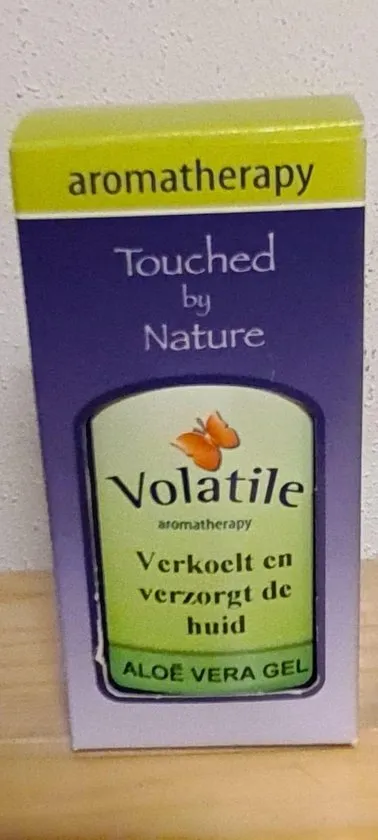 aromatherapy
Touched
by
Nature
Volatile
aromatherapy
Verkoelt en
verzorgt de
huid
ALOË VERA GEL